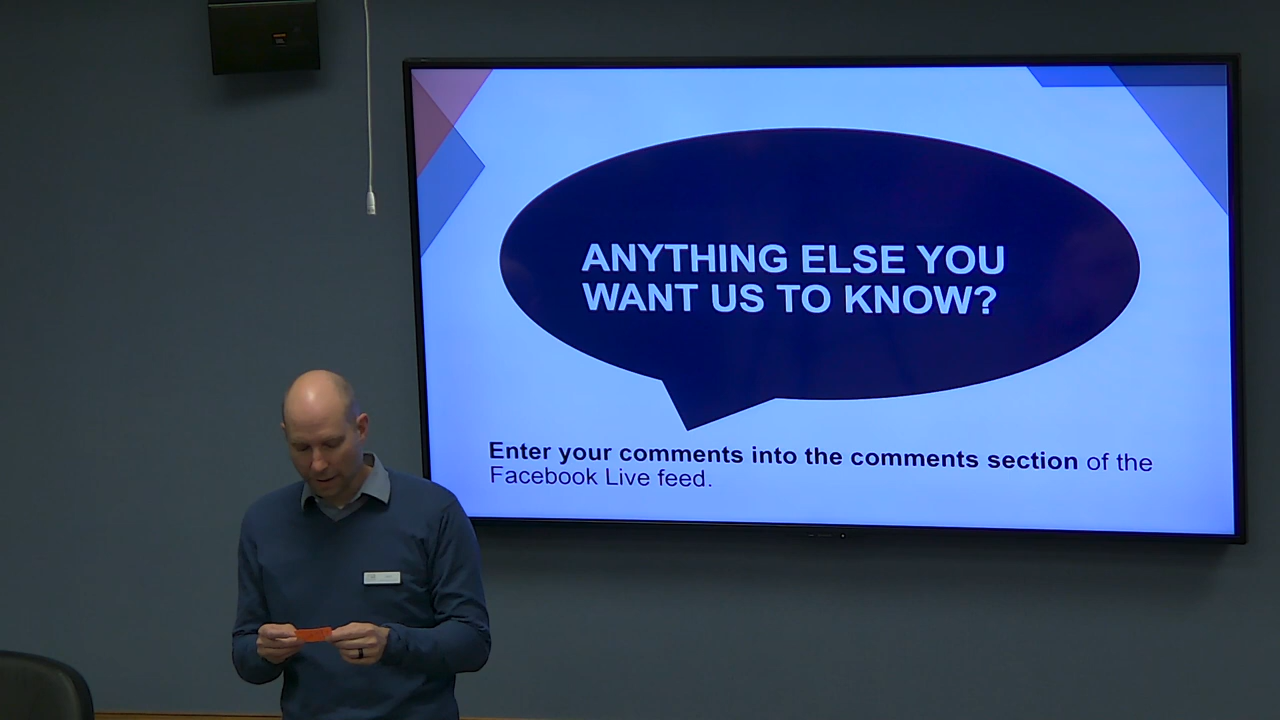 ANYTHING ELSE YOU
WANT US TO KNOW?
Enter your comments into the comments section of the
Facebook Live feed.